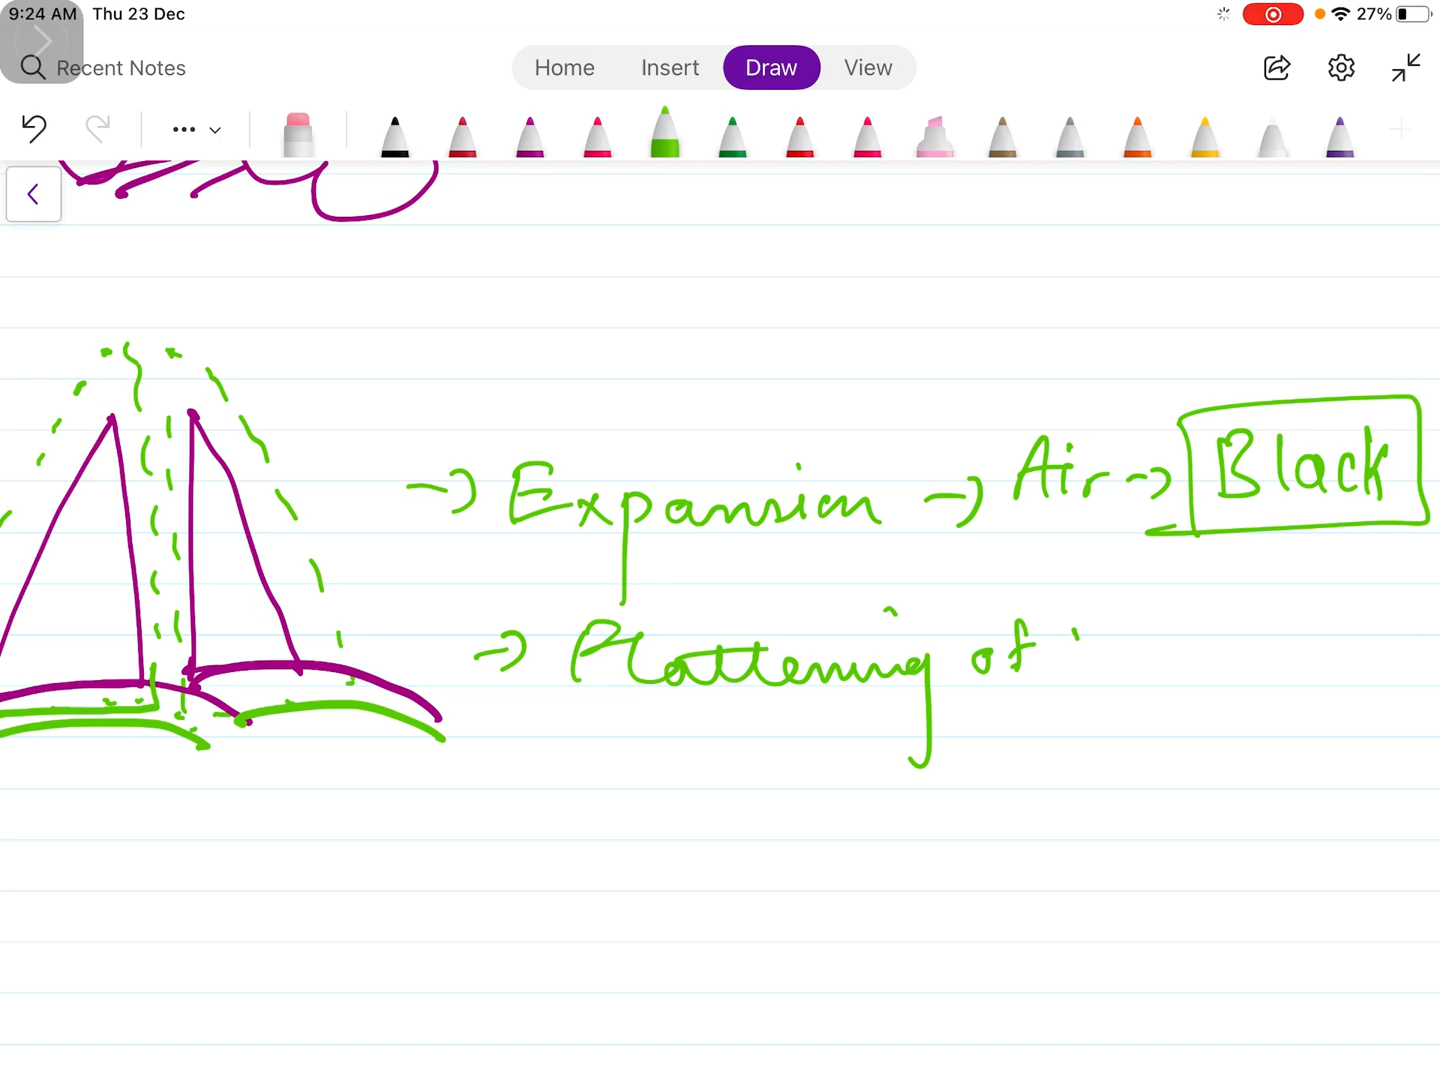 9:24 AM Thu 23 Dec 27%
Recent Notes Home Insert Draw View
→ Expansion → Air → Black
→ Flattening of